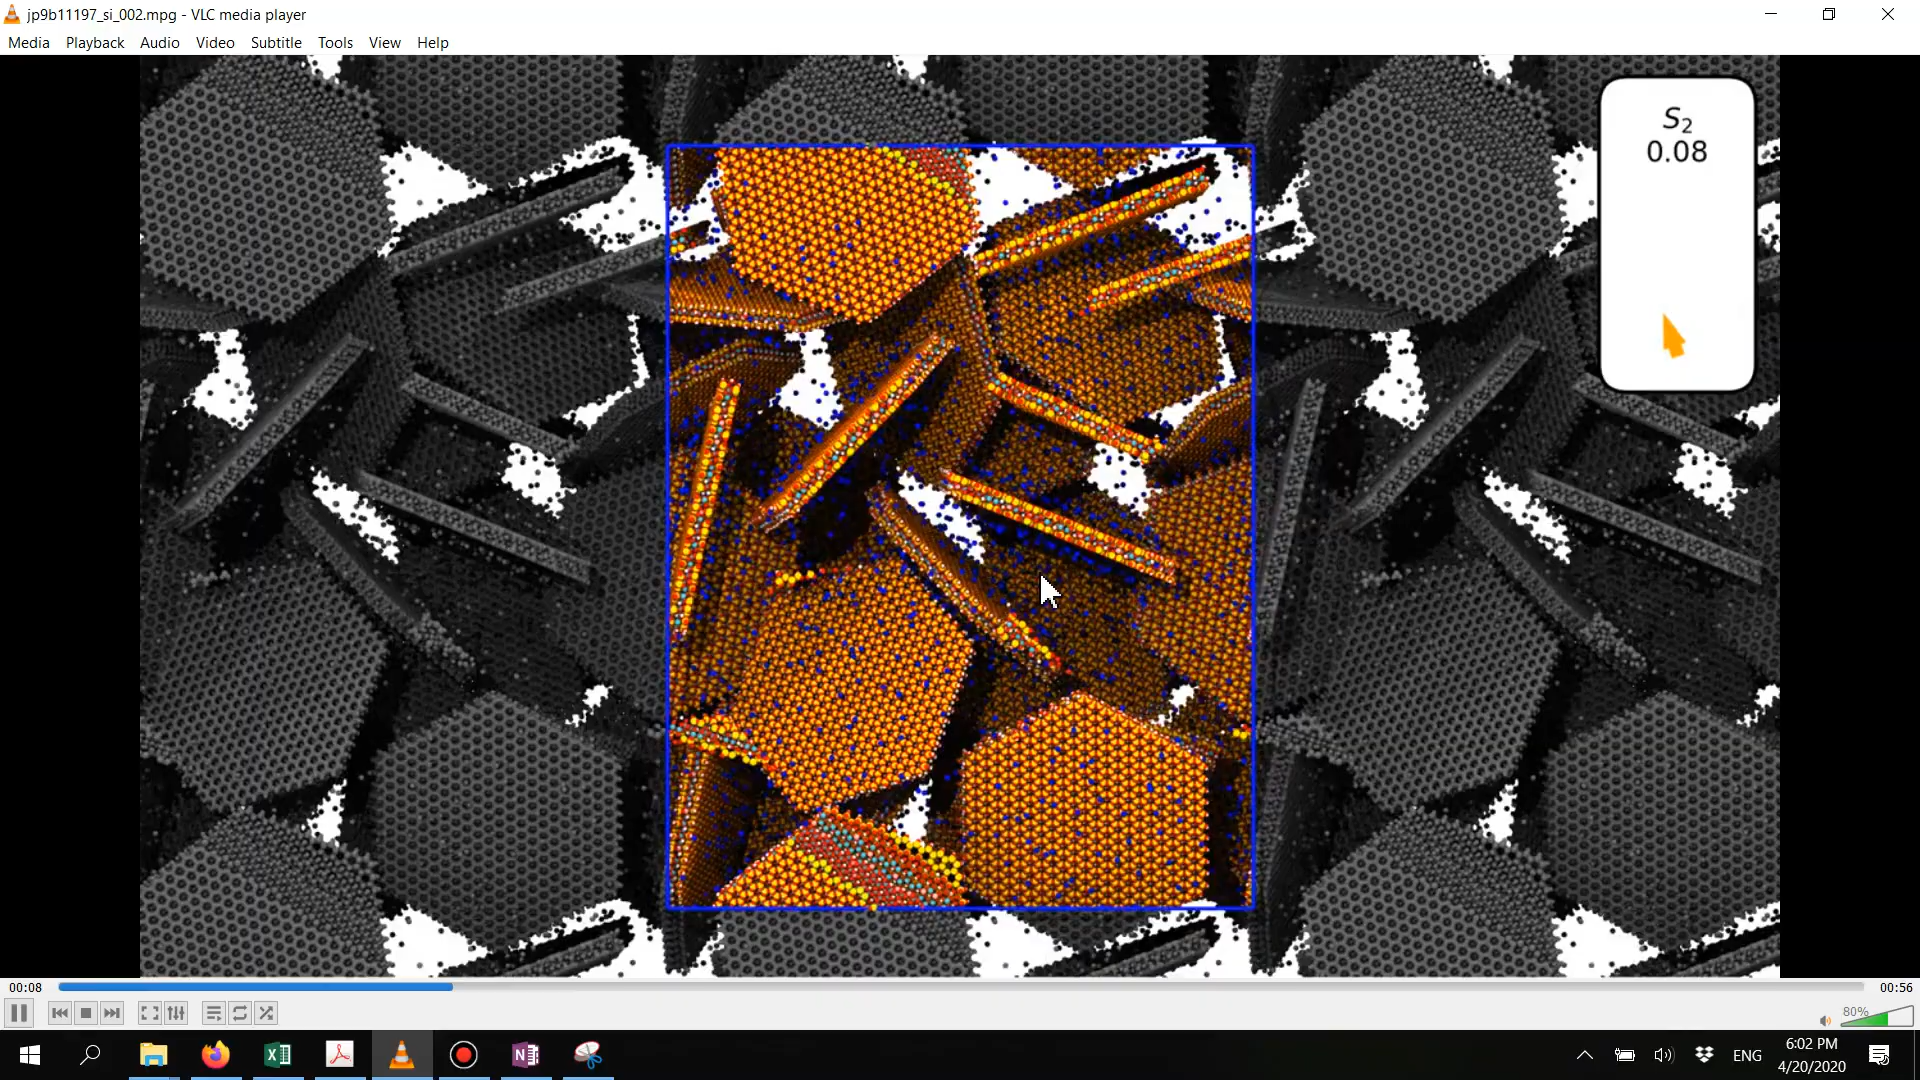 jp9b11197_si_002.mpg - VLC media player
Media Playback Audio Video Subtitle Tools View Help
S₂
0.08
00:08
00:56
80%
ENG
6:02 PM
4/20/2020